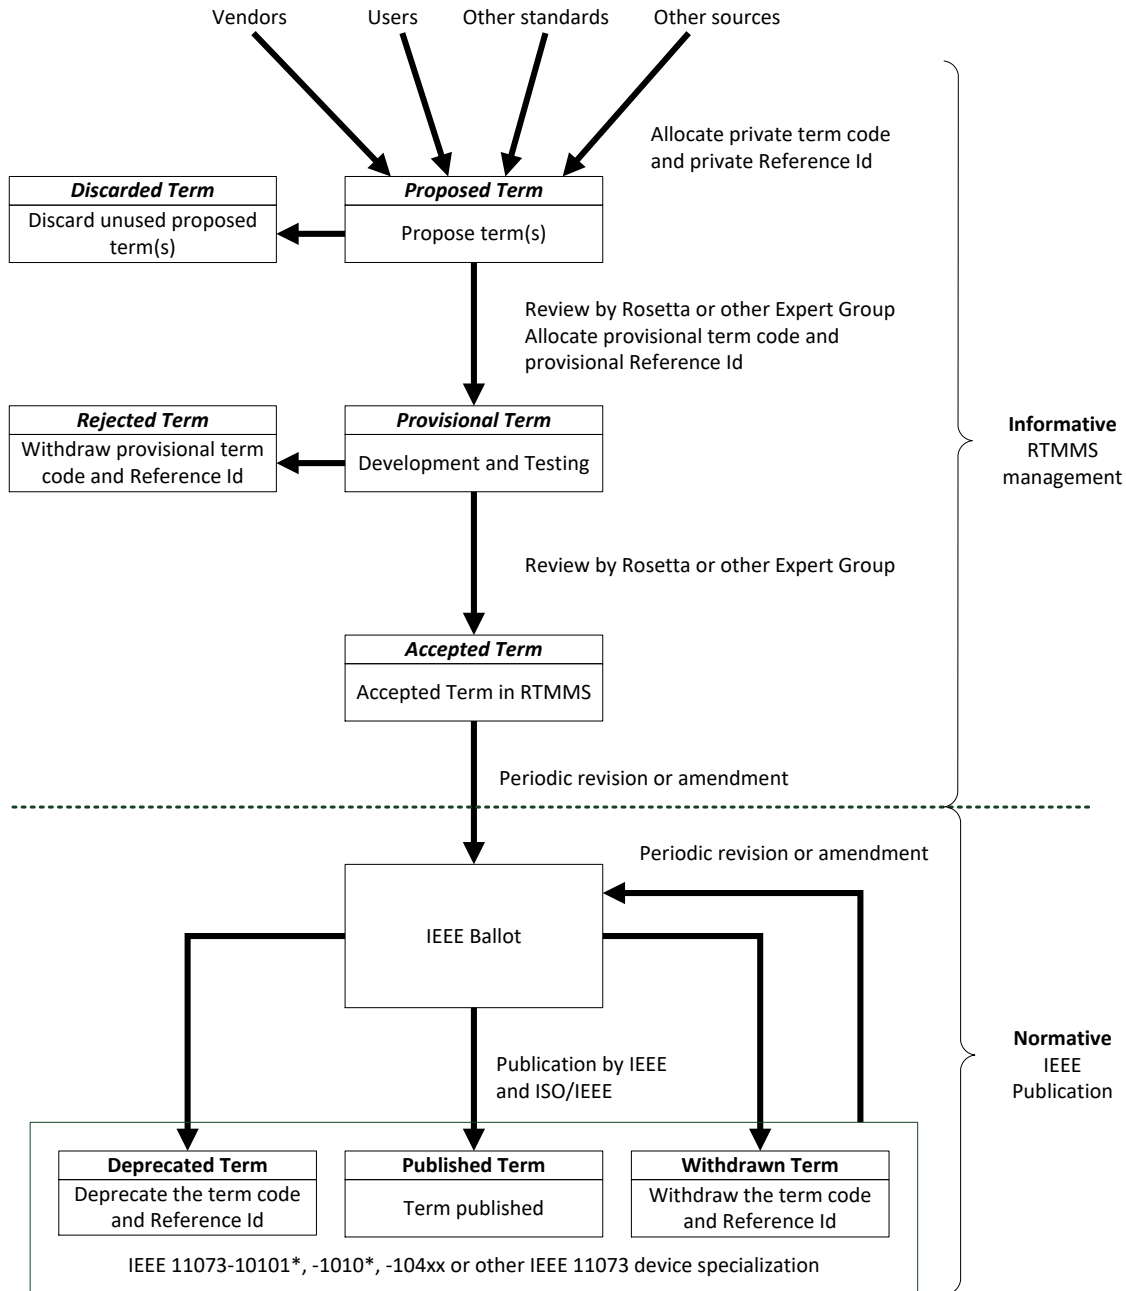 Vendors
Users
Other standards
Other sources
Allocate private term code
and private Reference Id
Discarded Term
Discard unused proposed
term(s)
Proposed Term
Propose term(s)
Review by Rosetta or other Expert Group
Allocate provisional term code and
provisional Reference Id
Rejected Term
Withdraw provisional term
code and Reference Id
Provisional Term
Development and Testing
Informative
RTMMS
management
Review by Rosetta or other Expert Group
Accepted Term
Accepted Term in RTMMS
Periodic revision or amendment
Periodic revision or amendment
IEEE Ballot
Publication by IEEE
and ISO/IEEE
Normative
IEEE
Publication
Deprecated Term
Deprecate the term code
and Reference Id
Published Term
Term published
Withdrawn Term
Withdraw the term code
and Reference Id
IEEE 11073-10101*, -1010*, -104xx or other IEEE 11073 device specialization